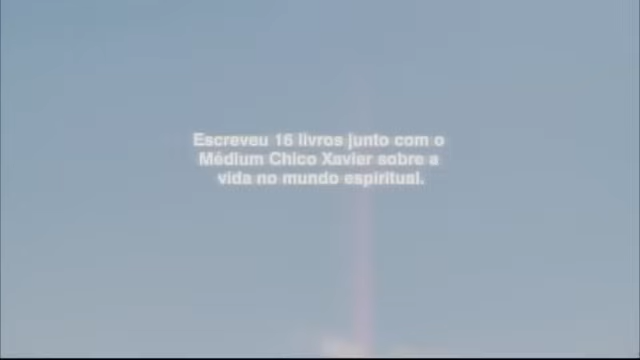 Escreveu 16 livros junto com o
Médium Chico Xavier sobre a
vida no mundo espiritual.